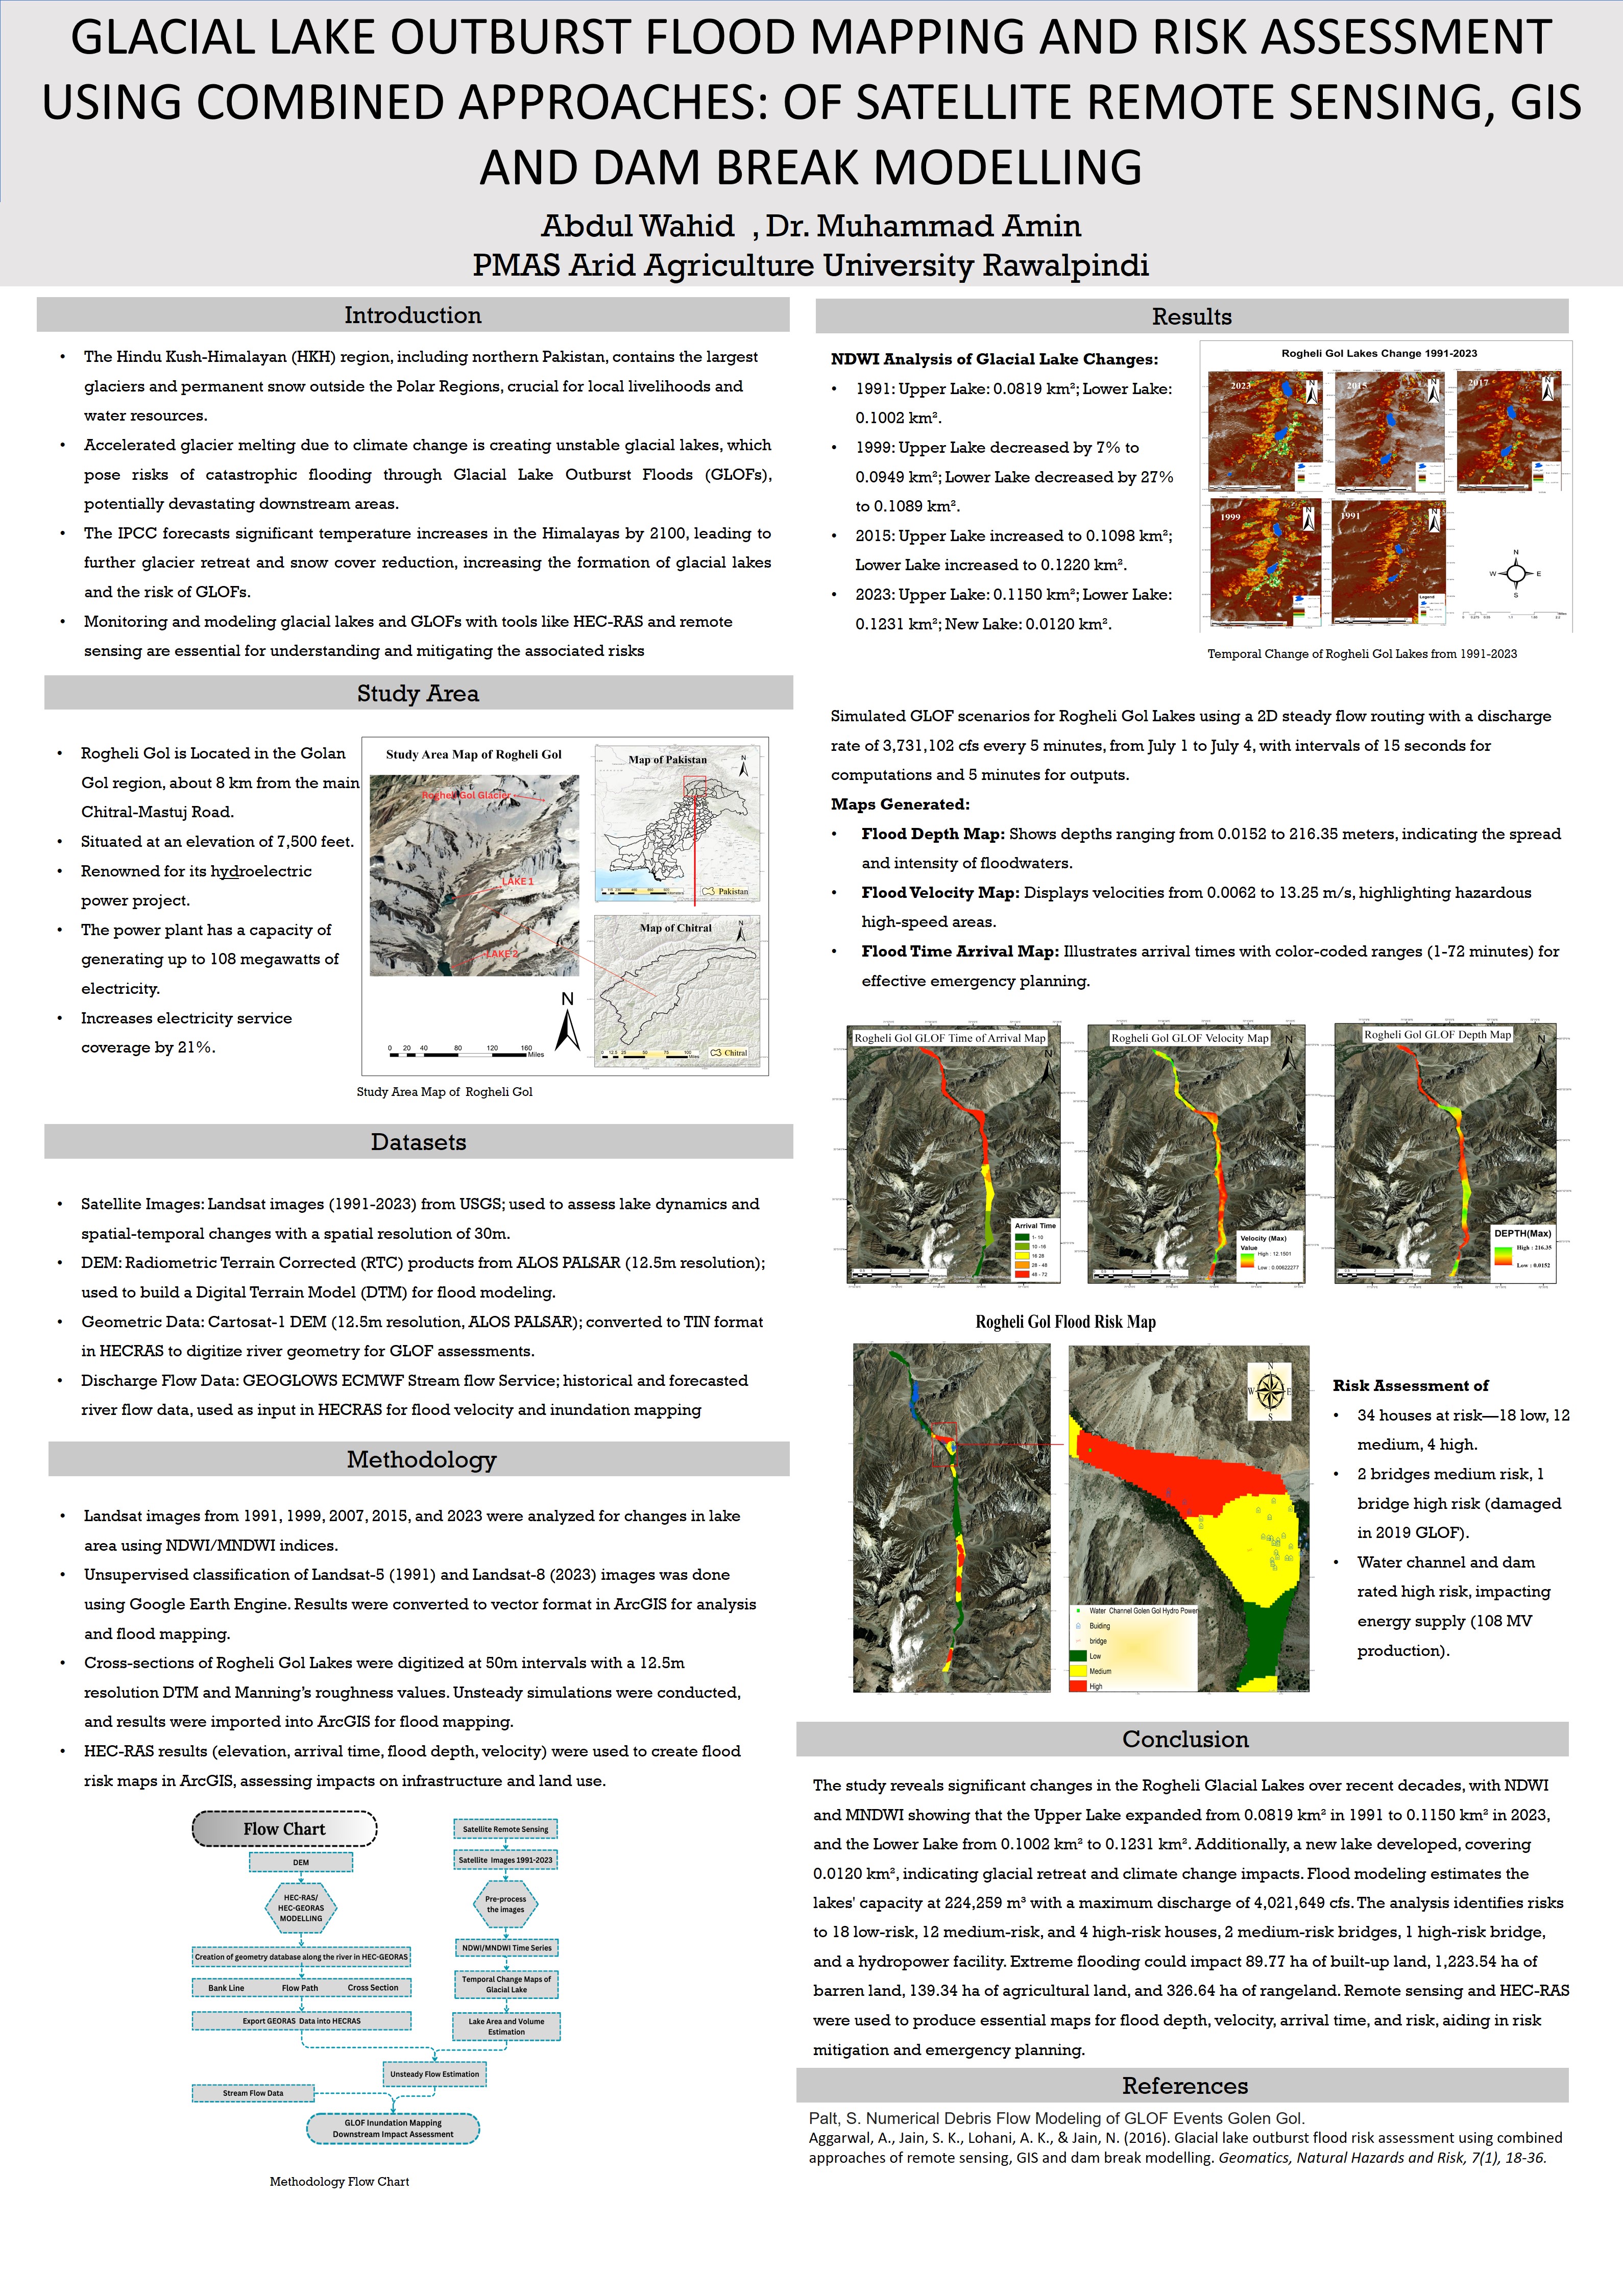 GLACIAL LAKE OUTBURST FLOOD MAPPING AND RISK ASSESSMENT
USING COMBINED APPROACHES: OF SATELLITE REMOTE SENSING, GIS
AND DAM BREAK MODELLING
Abdul Wahid , Dr. Muhammad Amin
PMAS Arid Agriculture University Rawalpindi
Introduction
• The Hindu Kush-Himalayan (HKH) region, including northern Pakistan, contains the largest
glaciers and permanent snow outside the Polar Regions, crucial for local livelihoods and
water resources.
• Accelerated glacier melting due to climate change is creating unstable glacial lakes, which
pose risks of catastrophic flooding through Glacial Lake Outburst Floods (GLOFs),
potentially devastating downstream areas.
• The IPCC forecasts significant temperature increases in the Himalayas by 2100, leading to
further glacier retreat and snow cover reduction, increasing the formation of glacial lakes
and the risk of GLOFs.
• Monitoring and modeling glacial lakes and GLOFs with tools like HEC-RAS and remote
sensing are essential for understanding and mitigating the associated risks
Study Area
• Rogheli Gol is Located in the Golan
Gol region, about 8 km from the main
Chitral-Mastuj Road.
• Situated at an elevation of 7,500 feet.
• Renowned for its hydroelectric
power project.
• The power plant has a capacity of
generating up to 108 megawatts of
electricity.
• Increases electricity service
coverage by 21%.
Study Area Map of Rogheli Gol
Rogheli Gol Glacier
LAKE 1
LAKE 2
N
0 20 40 80 120 160
Miles
Map of Pakistan
N
Pakistan
Map of Chitral
N
0 12.5 25 50 75 100
Chitral
Study Area Map of Rogheli Gol
Datasets
• Satellite Images: Landsat images (1991-2023) from USGS; used to assess lake dynamics and
spatial-temporal changes with a spatial resolution of 30m.
• DEM: Radiometric Terrain Corrected (RTC) products from ALOS PALSAR (12.5m resolution);
used to build a Digital Terrain Model (DTM) for flood modeling.
• Geometric Data: Cartosat-1 DEM (12.5m resolution, ALOS PALSAR); converted to TIN format
in HECRAS to digitize river geometry for GLOF assessments.
• Discharge Flow Data: GEOGLOWS ECMWF Stream flow Service; historical and forecasted
river flow data, used as input in HECRAS for flood velocity and inundation mapping
Methodology
• Landsat images from 1991, 1999, 2007, 2015, and 2023 were analyzed for changes in lake
area using NDWI/MNDWI indices.
• Unsupervised classification of Landsat-5 (1991) and Landsat-8 (2023) images was done
using Google Earth Engine. Results were converted to vector format in ArcGIS for analysis
and flood mapping.
• Cross-sections of Rogheli Gol Lakes were digitized at 50m intervals with a 12.5m
resolution DTM and Manning's roughness values. Unsteady simulations were conducted,
and results were imported into ArcGIS for flood mapping.
• HEC-RAS results (elevation, arrival time, flood depth, velocity) were used to create flood
risk maps in ArcGIS, assessing impacts on infrastructure and land use.
Flow Chart
DEM
HEC-RAS/
HEC-GEORAS
MODELLING
Creation of geometry database along the river in HEC-GEORAS
Bank Line Flow Path Cross Section
Export GEORAS Data into HECRAS
Satellite Remote Sensing
Satellite Images 1991-2023
Pre-process
the images
NDWI/MNDWI Time Series
Temporal Change Maps of
Glacial Lake
Lake Area and Volume
Estimation
Unsteady Flow Estimation
Stream Flow Data
GLOF Inundation Mapping
Downstream Impact Assessment
Methodology Flow Chart
Results
NDWI Analysis of Glacial Lake Changes:
• 1991: Upper Lake: 0.0819 km²; Lower Lake:
0.1002 km².
• 1999: Upper Lake decreased by 7% to
0.0949 km²; Lower Lake decreased by 27%
to 0.1089 km².
• 2015: Upper Lake increased to 0.1098 km²;
Lower Lake increased to 0.1220 km².
• 2023: Upper Lake: 0.1150 km²; Lower Lake:
0.1231 km²; New Lake: 0.0120 km².
Rogheli Gol Lakes Change 1991-2023
2023
2015
2017
1999
1991
Legend
N
W E
S
Temporal Change of Rogheli Gol Lakes from 1991-2023
Simulated GLOF scenarios for Rogheli Gol Lakes using a 2D steady flow routing with a discharge
rate of 3,731,102 cfs every 5 minutes, from July 1 to July 4, with intervals of 15 seconds for
computations and 5 minutes for outputs.
Maps Generated:
• Flood Depth Map: Shows depths ranging from 0.0152 to 216.35 meters, indicating the spread
and intensity of floodwaters.
• Flood Velocity Map: Displays velocities from 0.0062 to 13.25 m/s, highlighting hazardous
high-speed areas.
• Flood Time Arrival Map: Illustrates arrival times with color-coded ranges (1-72 minutes) for
effective emergency planning.
Rogheli Gol GLOF Time of Arrival Map
N
Arrival Time
1- 10
10 -16
16 28
28 - 48
48 - 72
Rogheli Gol GLOF Velocity Map
N
Velocity (Max)
Value
High : 12.1501
Low : 0.00622277
Rogheli Gol GLOF Depth Map
N
DEPTH(Max)
High : 216.35
Low : 0.0152
Rogheli Gol Flood Risk Map
N
W E
S
Water Channel Golen Gol Hydro Power
Buiding
bridge
Low
Medium
High
Risk Assessment of
• 34 houses at risk—18 low, 12
medium, 4 high.
• 2 bridges medium risk, 1
bridge high risk (damaged
in 2019 GLOF).
• Water channel and dam
rated high risk, impacting
energy supply (108 MV
production).
Conclusion
The study reveals significant changes in the Rogheli Glacial Lakes over recent decades, with NDWI
and MNDWI showing that the Upper Lake expanded from 0.0819 km² in 1991 to 0.1150 km² in 2023,
and the Lower Lake from 0.1002 km² to 0.1231 km². Additionally, a new lake developed, covering
0.0120 km², indicating glacial retreat and climate change impacts. Flood modeling estimates the
lakes' capacity at 224,259 m³ with a maximum discharge of 4,021,649 cfs. The analysis identifies risks
to 18 low-risk, 12 medium-risk, and 4 high-risk houses, 2 medium-risk bridges, 1 high-risk bridge,
and a hydropower facility. Extreme flooding could impact 89.77 ha of built-up land, 1,223.54 ha of
barren land, 139.34 ha of agricultural land, and 326.64 ha of rangeland. Remote sensing and HEC-RAS
were used to produce essential maps for flood depth, velocity, arrival time, and risk, aiding in risk
mitigation and emergency planning.
References
Palt, S. Numerical Debris Flow Modeling of GLOF Events Golen Gol.
Aggarwal, A., Jain, S. K., Lohani, A. K., & Jain, N. (2016). Glacial lake outburst flood risk assessment using combined
approaches of remote sensing, GIS and dam break modelling. Geomatics, Natural Hazards and Risk, 7(1), 18-36.